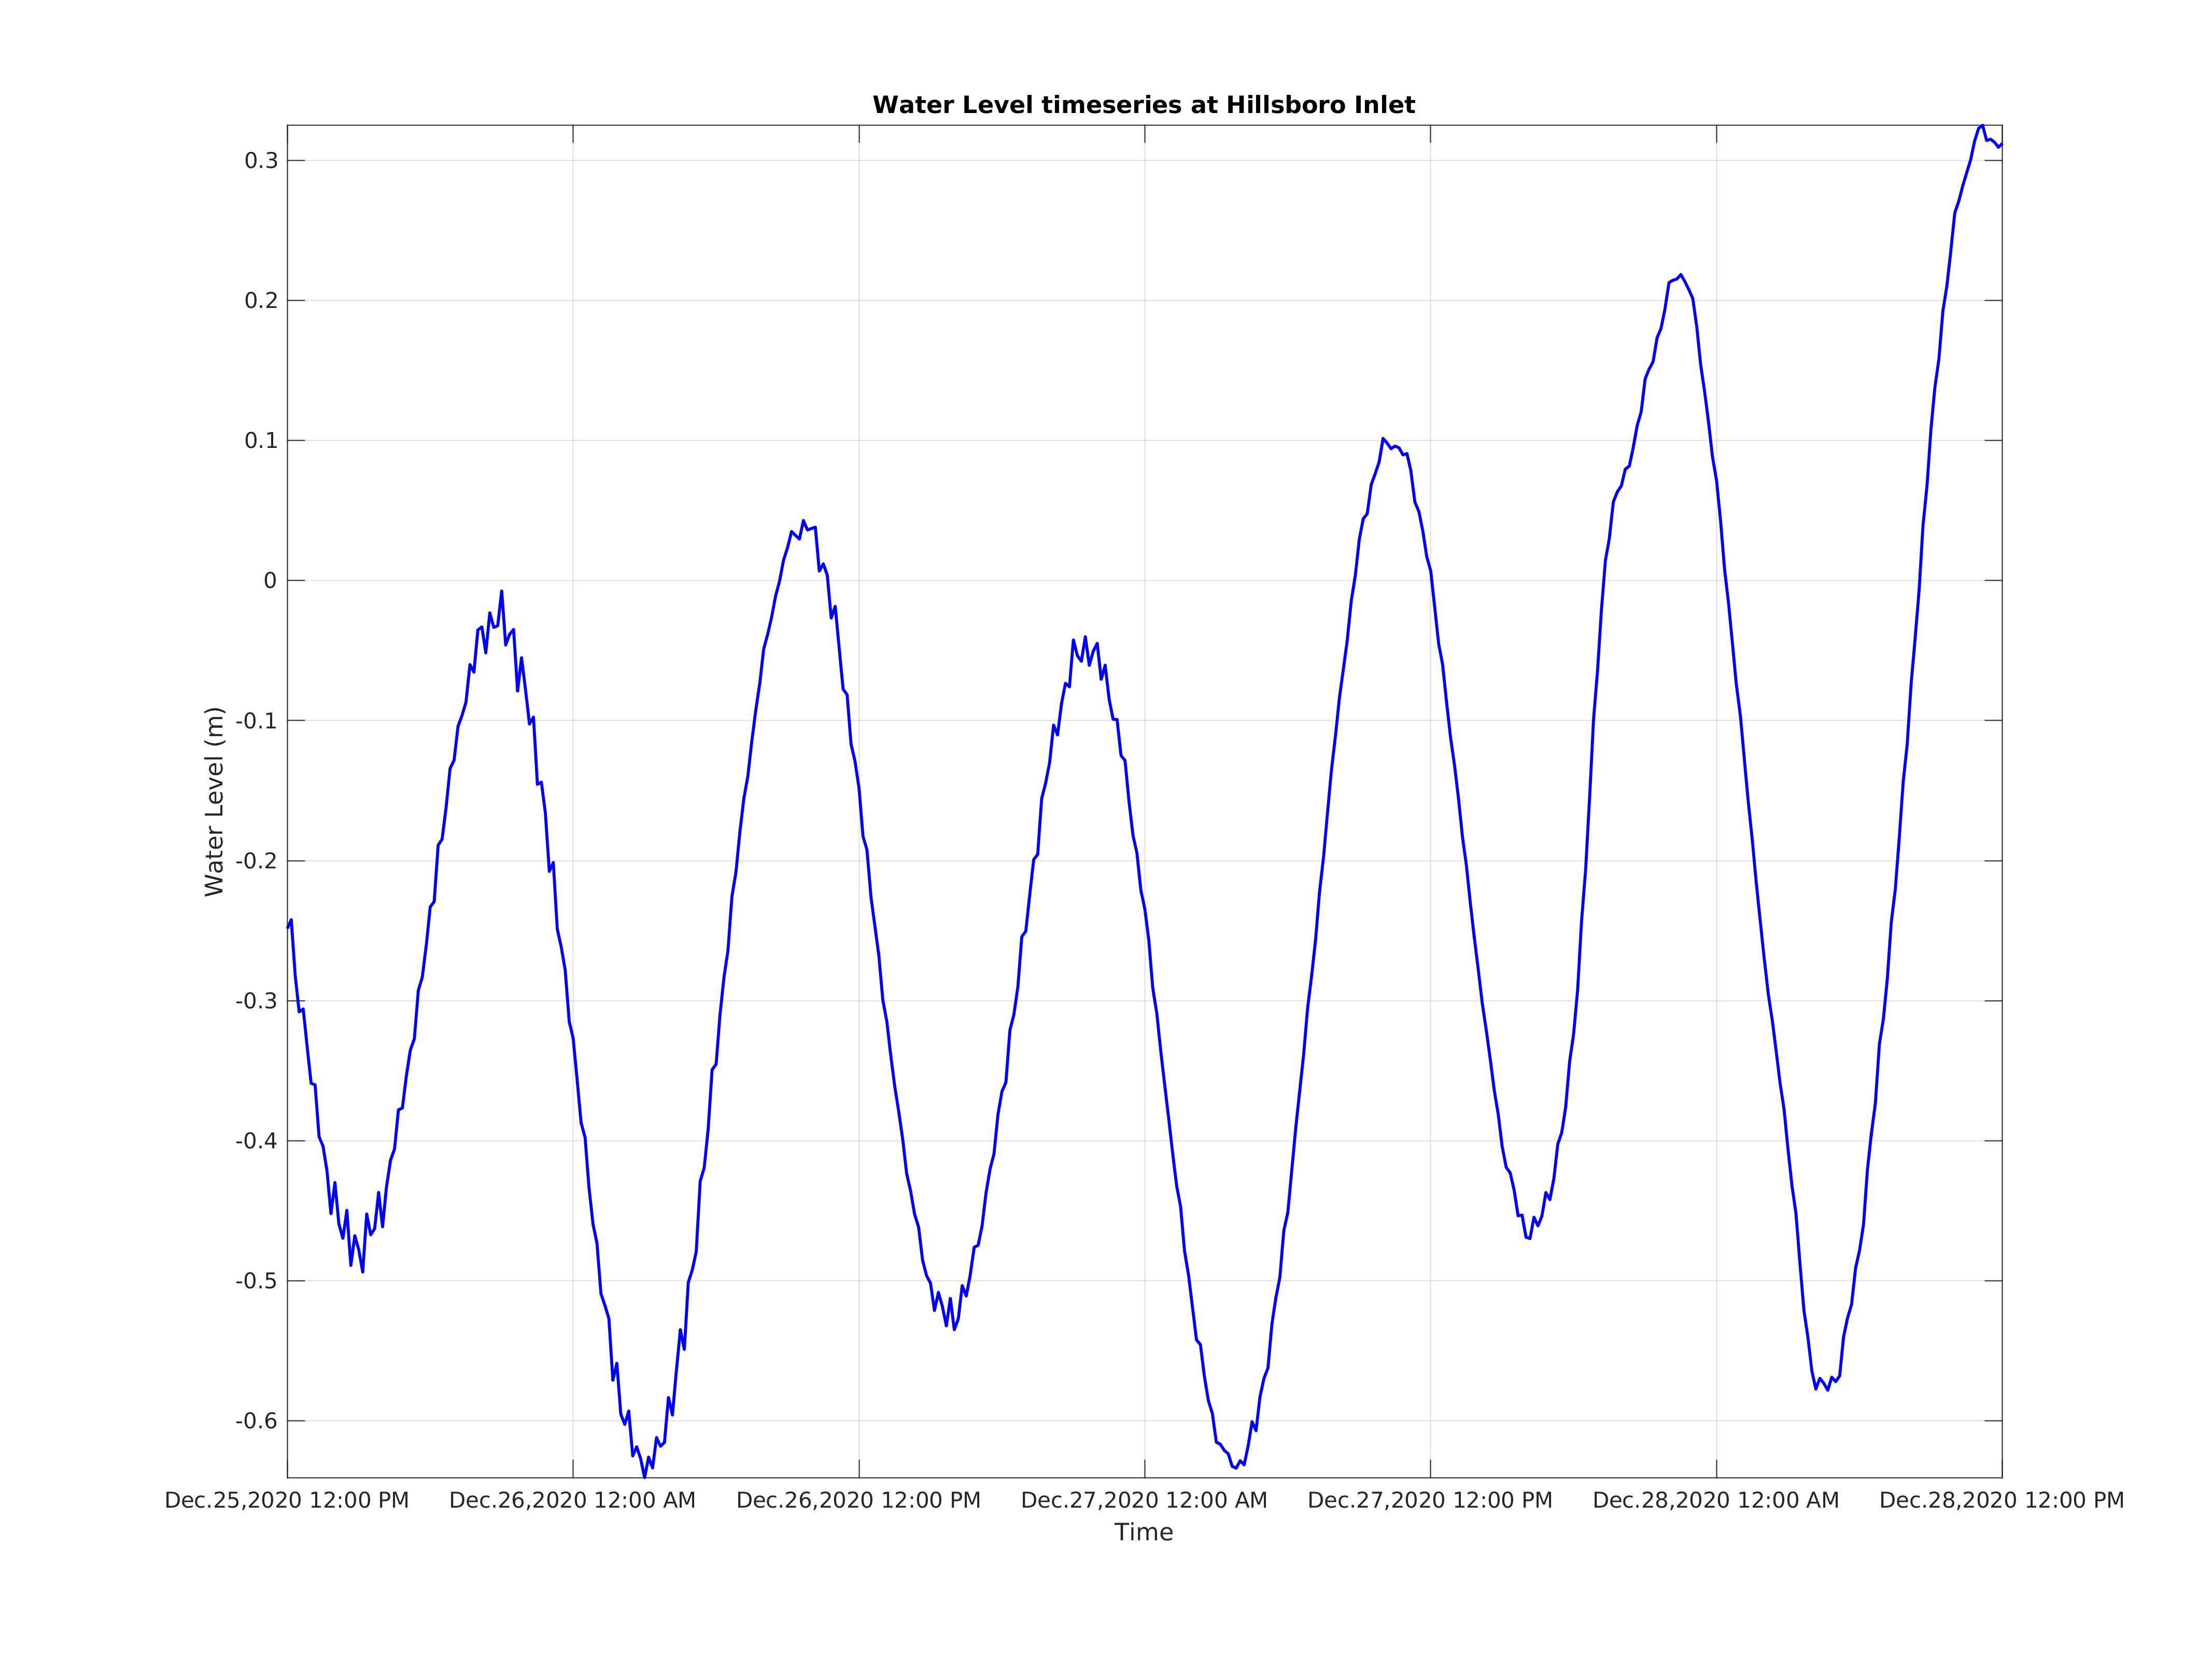 Water Level timeseries at Hillsboro Inlet
0.3
0.2
0.1
0
-0.1
-0.2
-0.3
-0.4
-0.5
-0.6
Water Level (m)
Dec.25,2020 12:00 PM
Dec.26,2020 12:00 AM
Dec.26,2020 12:00 PM
Dec.27,2020 12:00 AM
Dec.27,2020 12:00 PM
Dec.28,2020 12:00 AM
Dec.28,2020 12:00 PM
Time